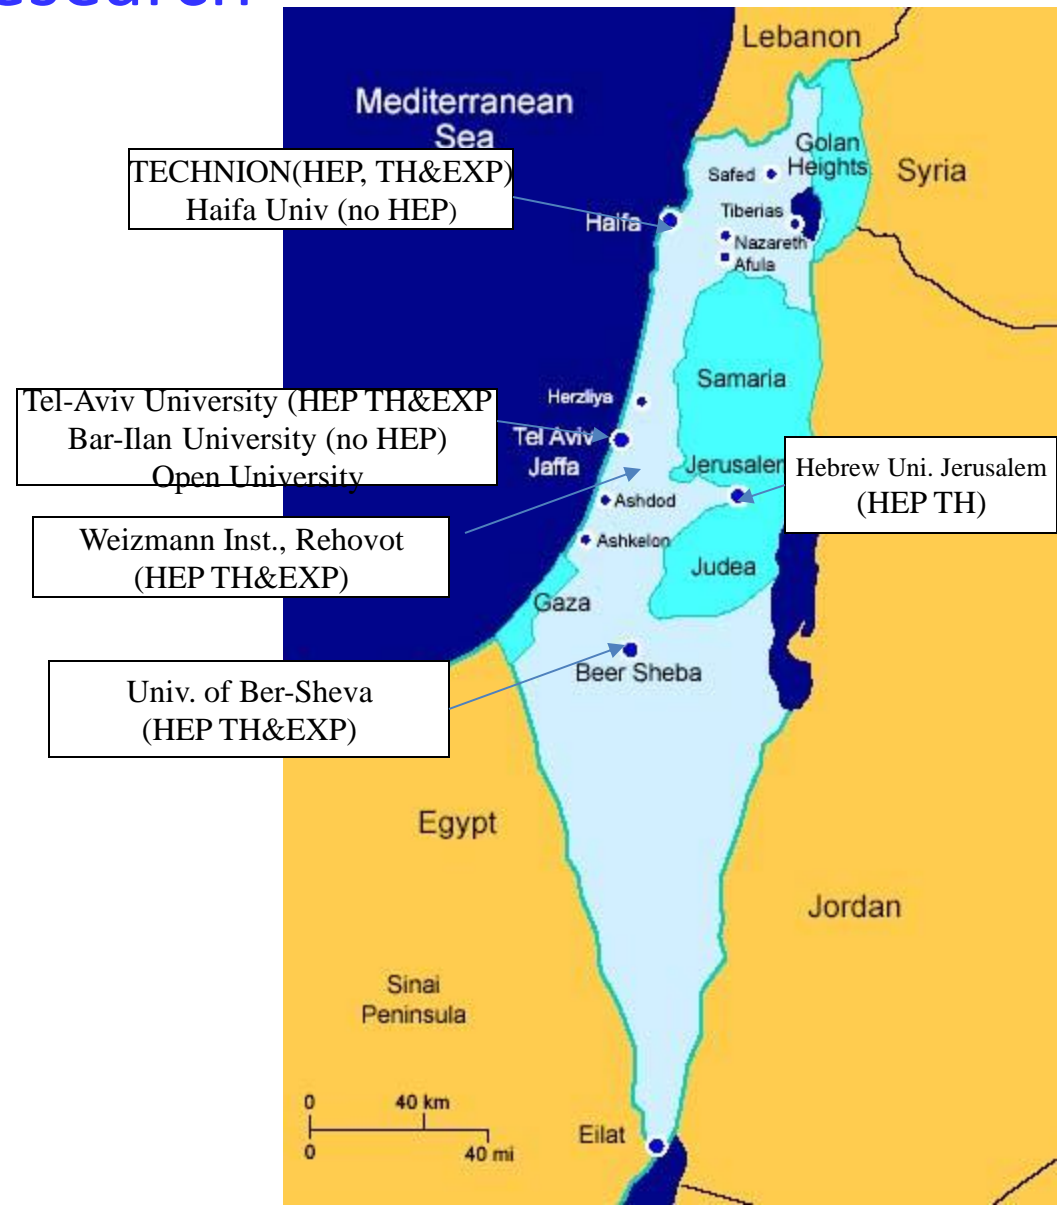 Lebanon
Mediterranean
Sea
Golan
Heights
Syria
TECHNION(HEP, TH&EXP)
Haifa Univ (no HEP)
Safed
Tiberias
Haifa
Nazareth
Afula
Samaria
Herzliya
Tel-Aviv University (HEP TH&EXP
Bar-Ilan University (no HEP)
Open University
Tel Aviv
Jaffa
Jerusalem
Hebrew Uni. Jerusalem
(HEP TH)
Ashdod
Weizmann Inst., Rehovot
(HEP TH&EXP)
Ashkelon
Judea
Gaza
Beer Sheba
Univ. of Ber-Sheva
(HEP TH&EXP)
Egypt
Jordan
Sinai
Peninsula
0 40 km
0 40 mi
Eilat